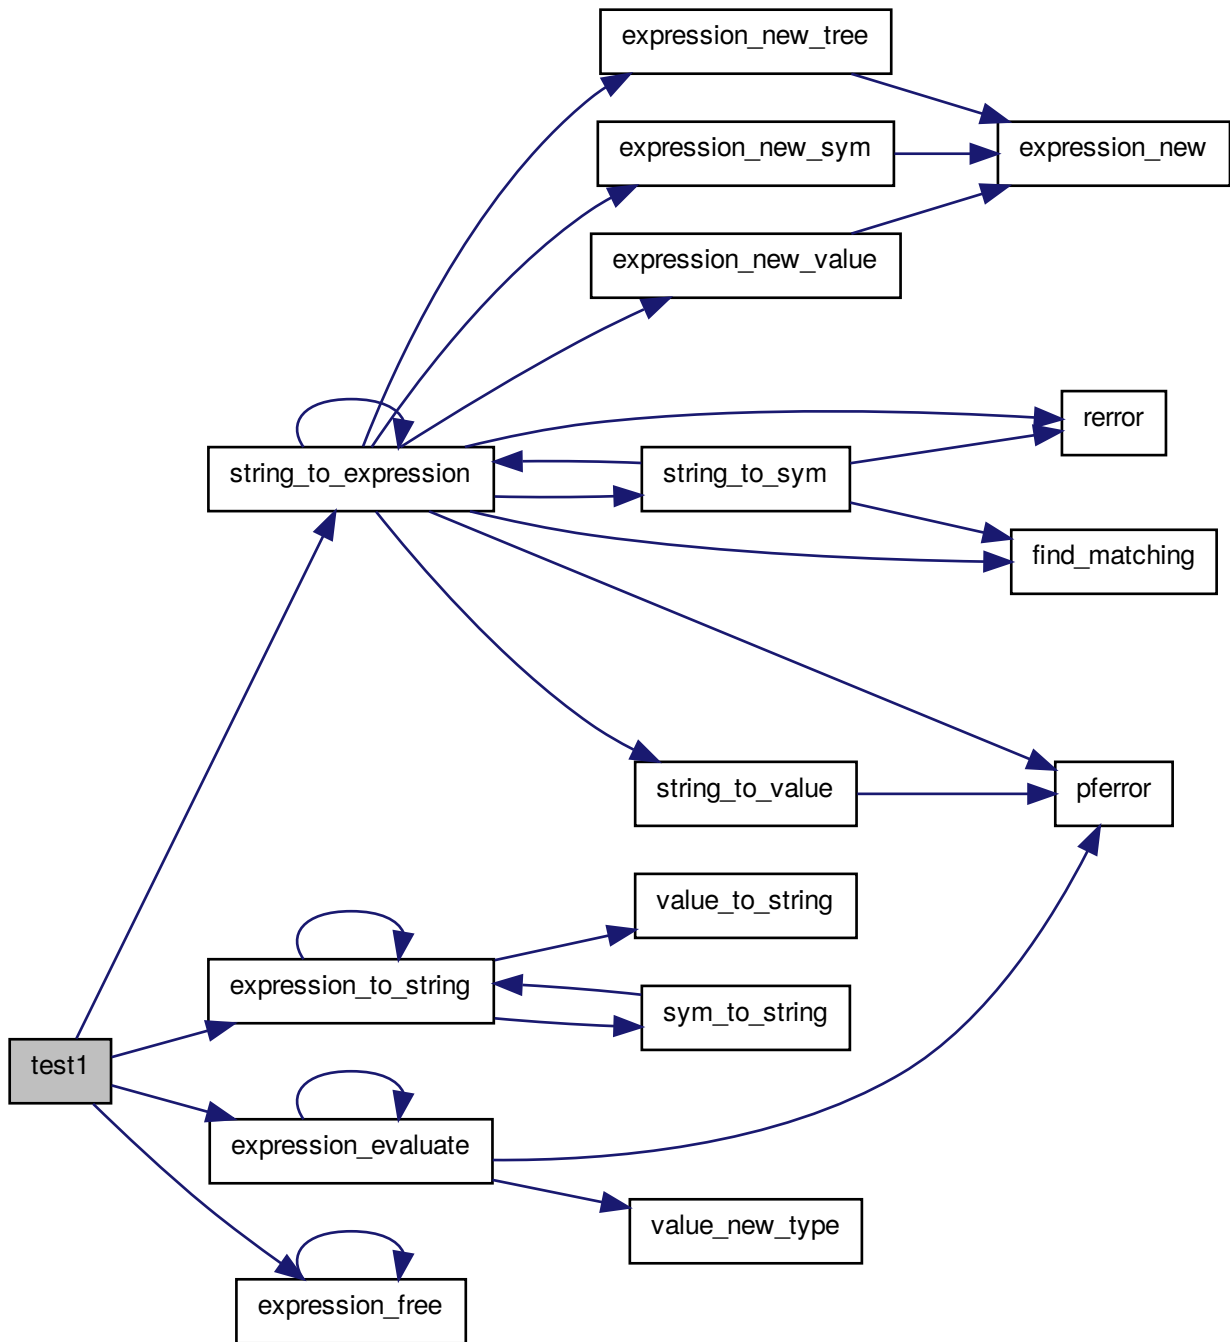 expression_new_tree
expression_new_sym
expression_new
expression_new_value
rerror
string_to_expression
string_to_sym
find_matching
string_to_value
pferror
value_to_string
expression_to_string
sym_to_string
test1
expression_evaluate
value_new_type
expression_free